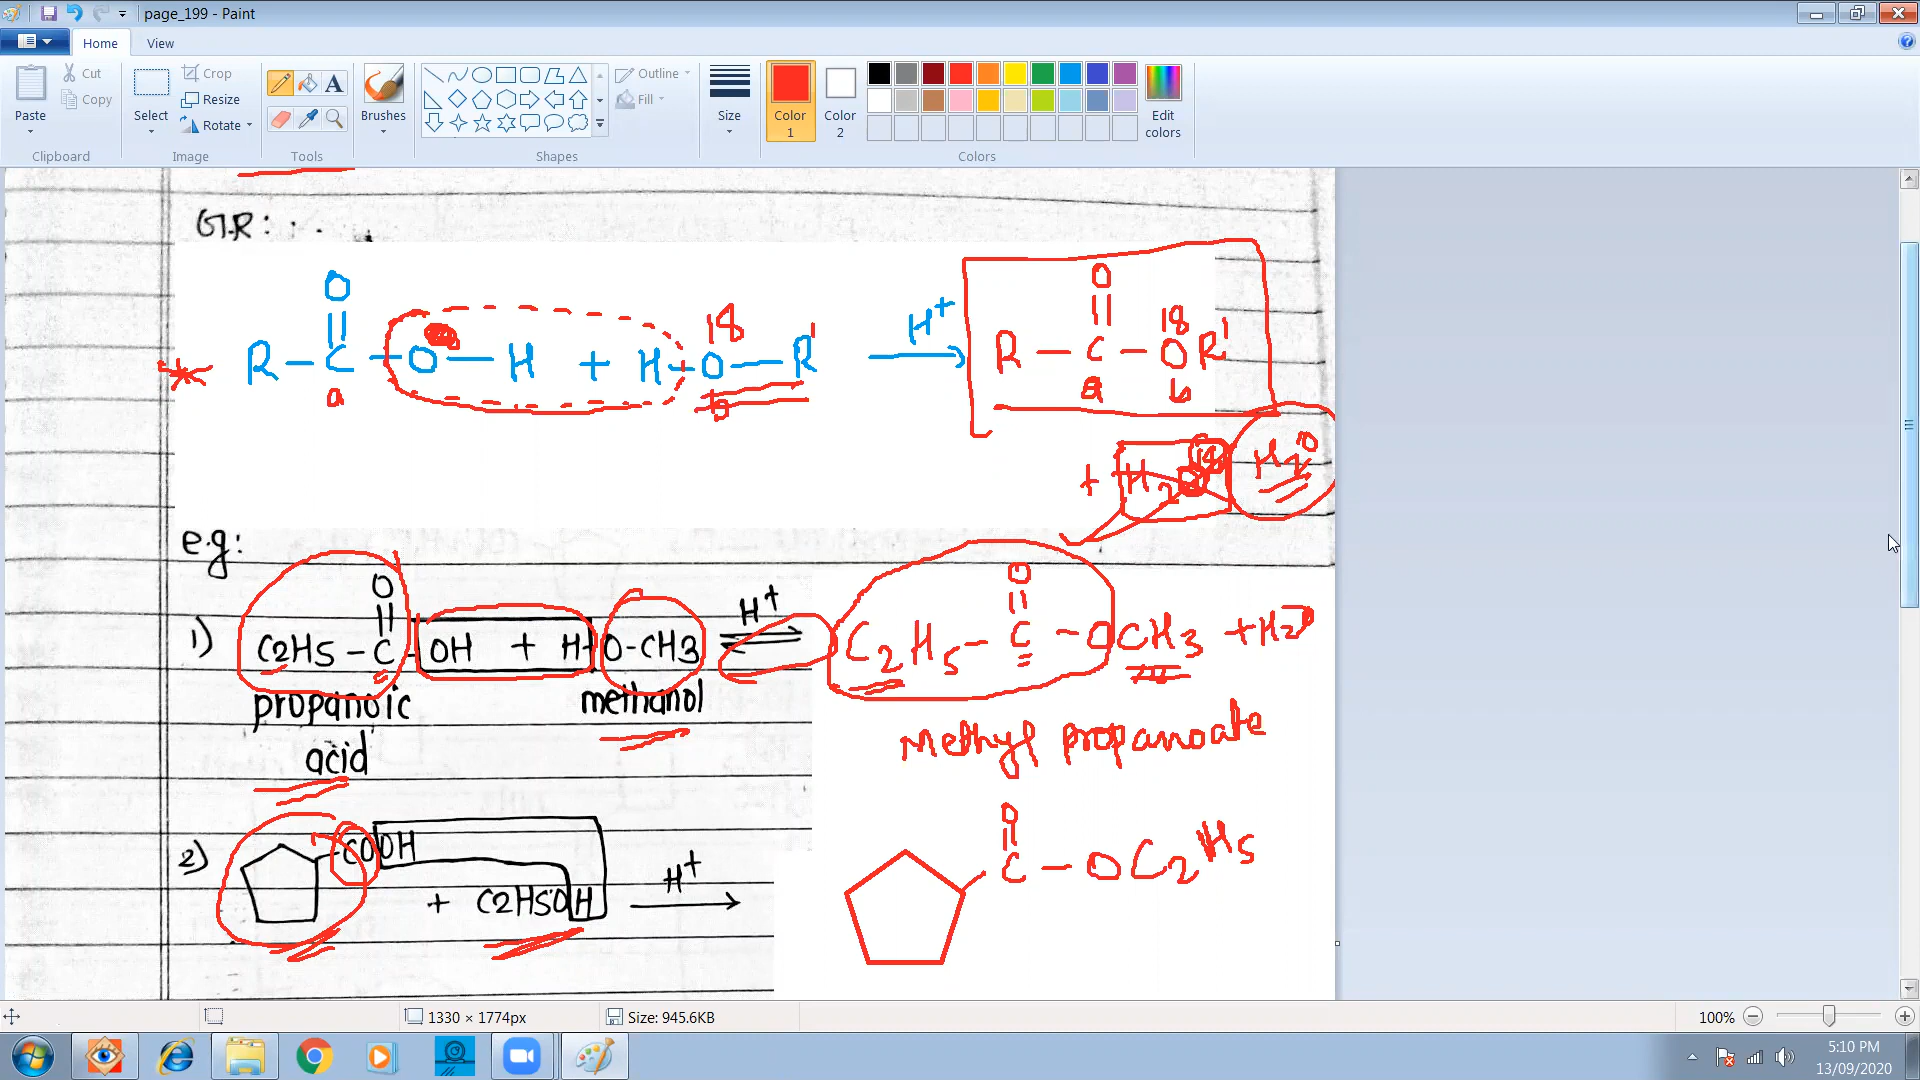 page_199 - Paint
Home View
Cut
Copy
Paste
Clipboard
Select
Crop
Resize
Rotate
Image
Tools
Brushes
Shapes
Outline
Fill
Size
Color 1
Color 2
Edit colors
Colors
G.R:
O
R - C - O - H + H - O - R'
18
a
b
H+
O
R - C - OR'
18
a
b
+ H2O
18
H2O
e.g:
1) C2H5 - C - OH + H - O-CH3
O
H+
C2H5 - C - OCH3 + H2O
O
propanoic acid
methanol
Methyl propanoate
2) COOH
+ C2H5OH
H+
O
C - OC2H5
1330 × 1774px
Size: 945.6KB
100%
5:10 PM
13/09/2020